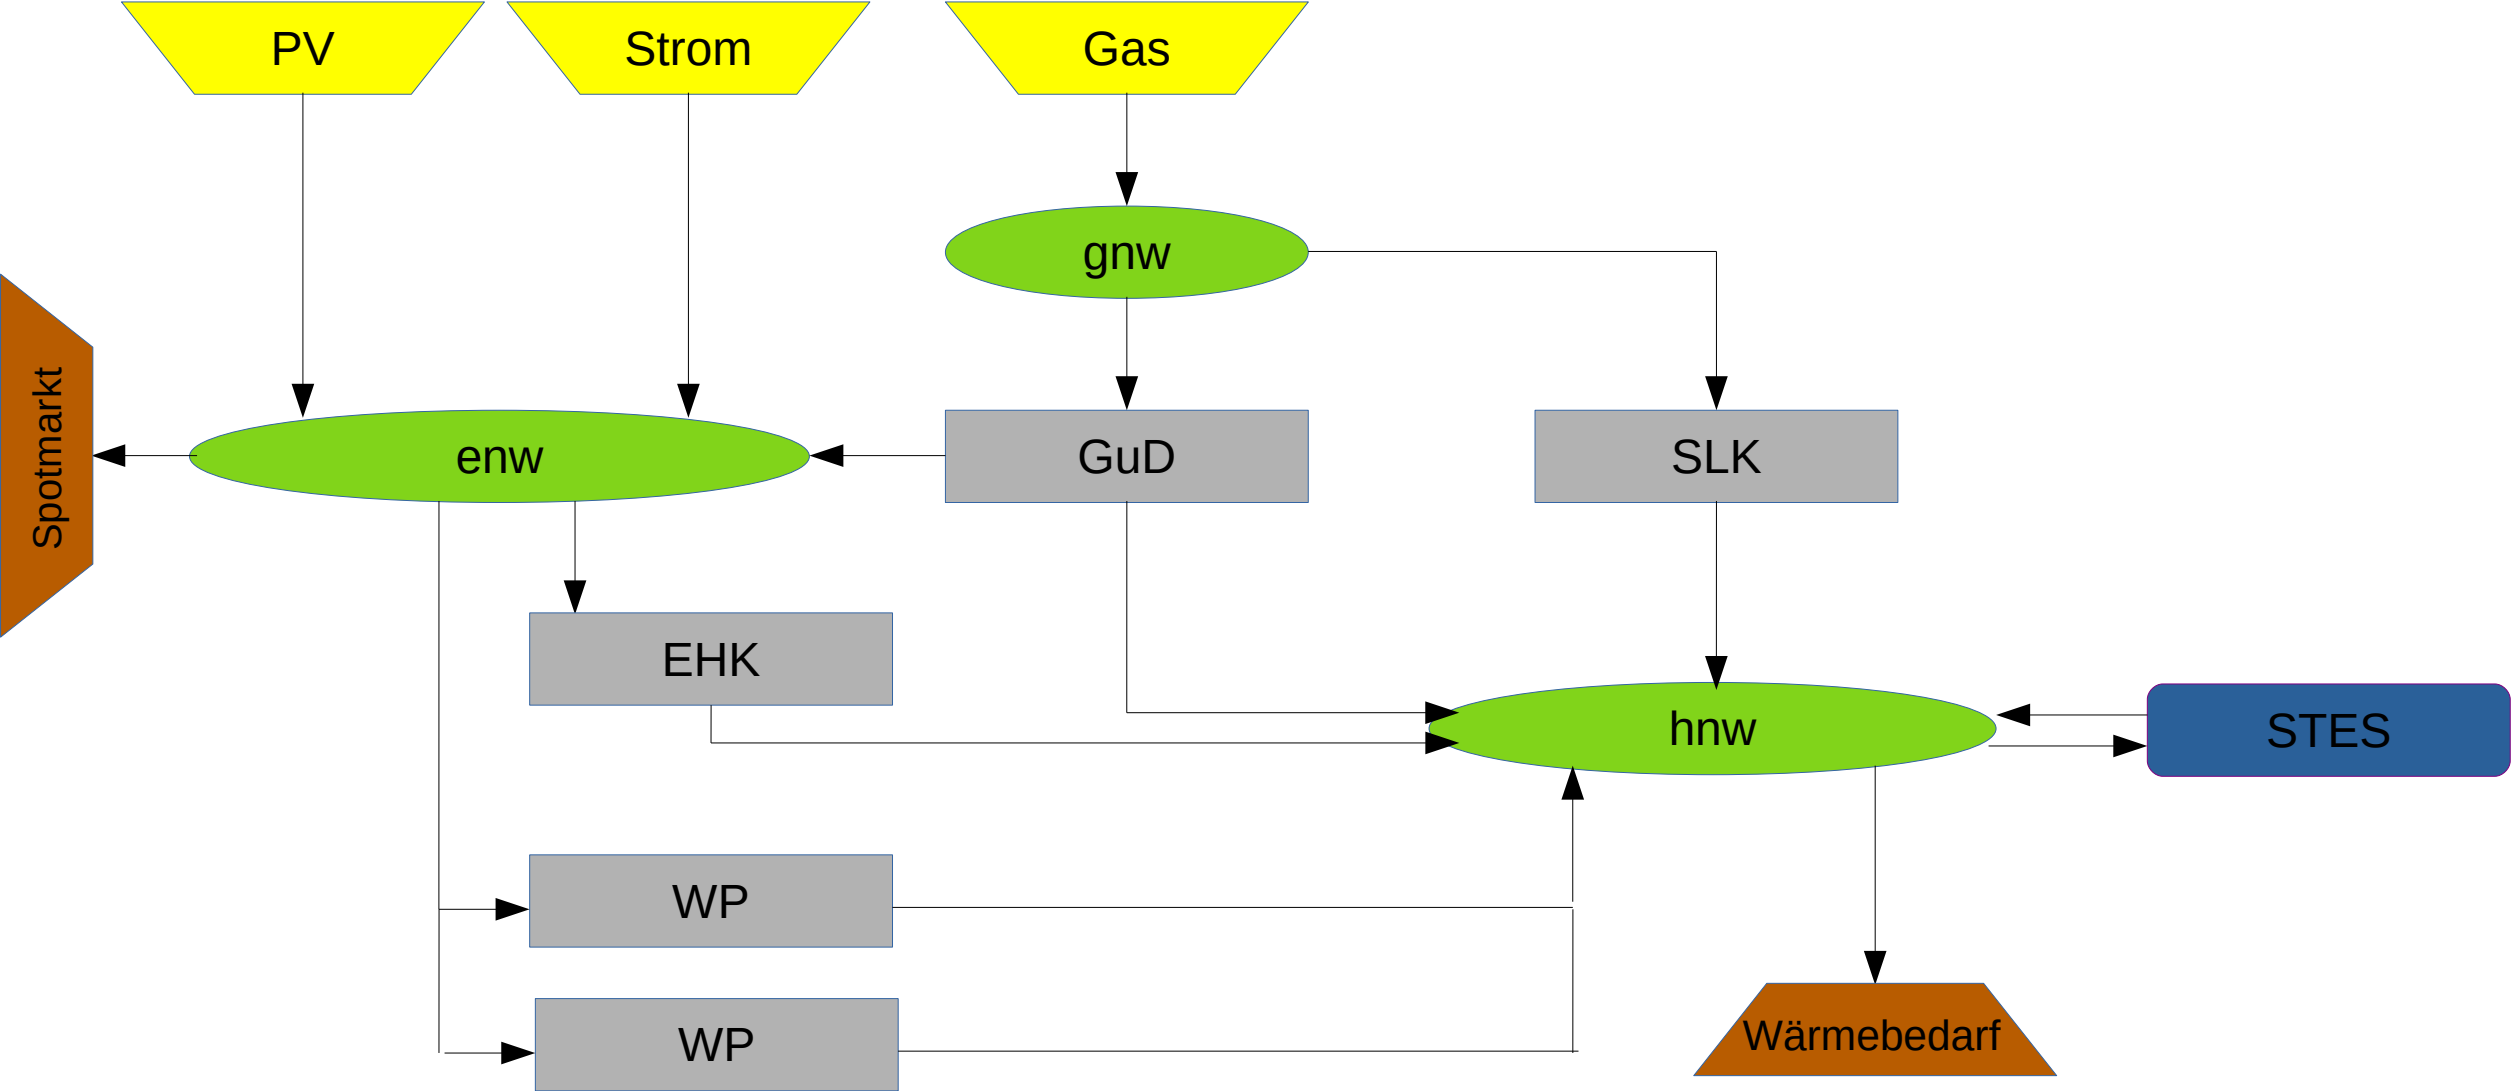 PV
Strom
Gas
gnw
Spotmarkt
enw
GuD
SLK
EHK
hnw
STES
WP
WP
Wärmebedarf